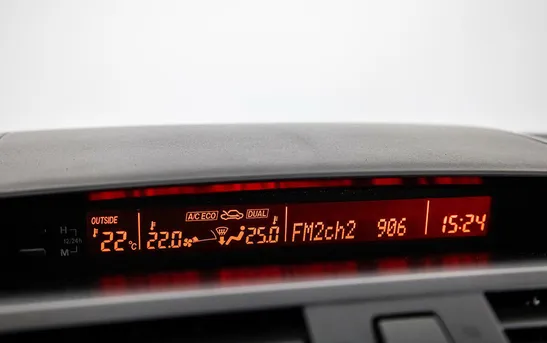 OUTSIDE A/C ECO DUAL
H 12/24h M 22°C 22.0 25.0 FM2ch2 906 15:24